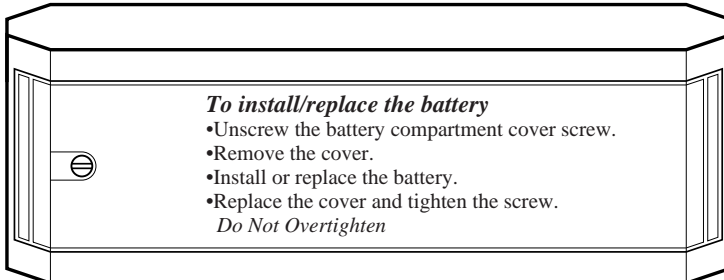 To install/replace the battery
•Unscrew the battery compartment cover screw.
•Remove the cover.
•Install or replace the battery.
•Replace the cover and tighten the screw.
Do Not Overtighten